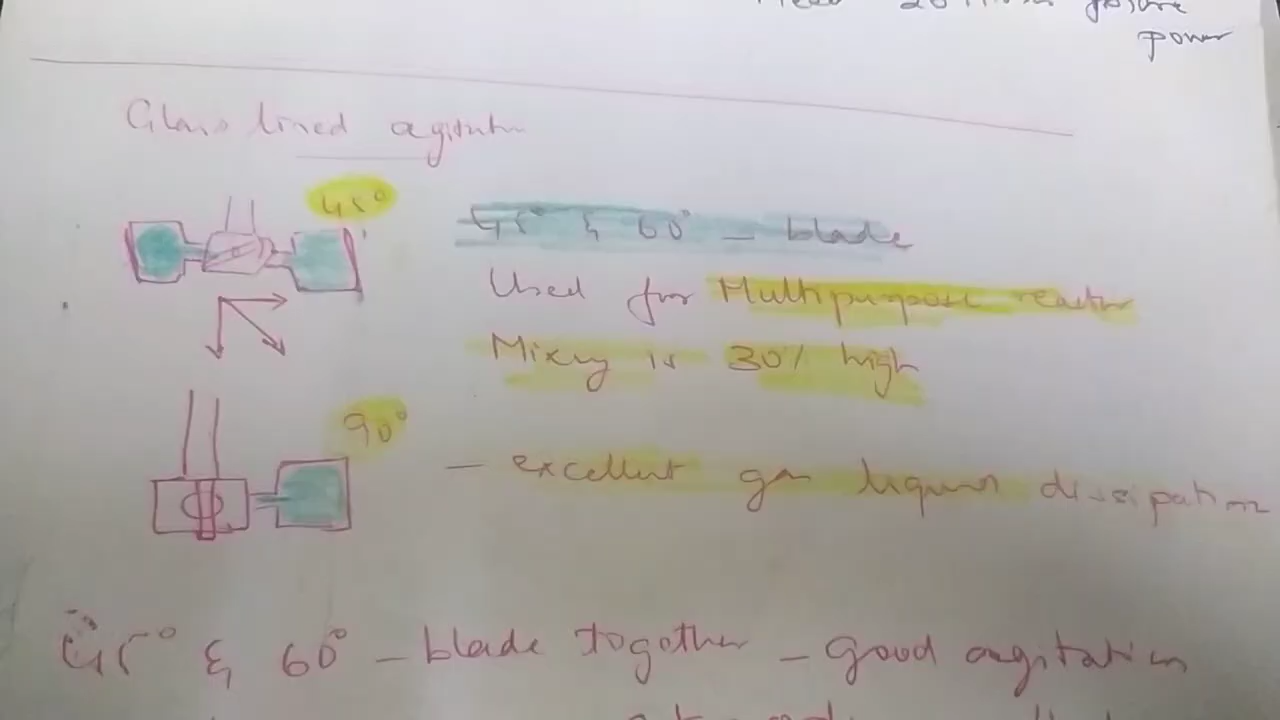 power
Glass lined agitator
45°
45° & 60° - blade
Used for Multipurpose reactor
Mixing is 30% high
90°
- excellent gas liquid dissipation
45° & 60° - blade together - good agitation